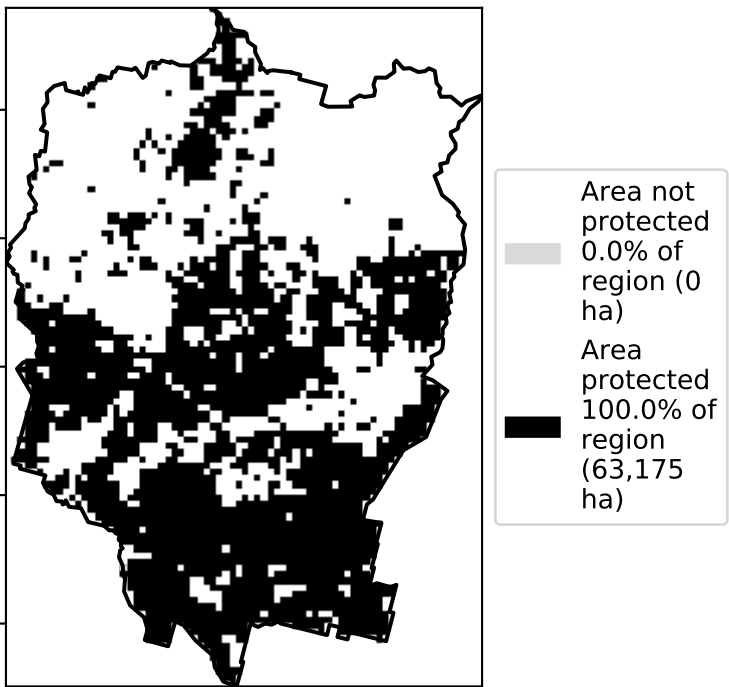 Area not
protected
0.0% of
region (0
ha)
Area
protected
100.0% of
region
(63,175
ha)